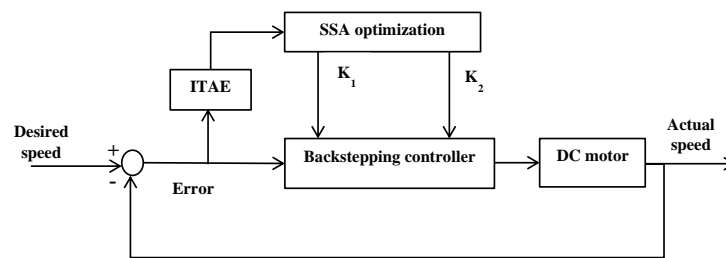 SSA optimization
K1
K2
ITAE
Desired
speed
+
-
Error
Backstepping controller
DC motor
Actual
speed